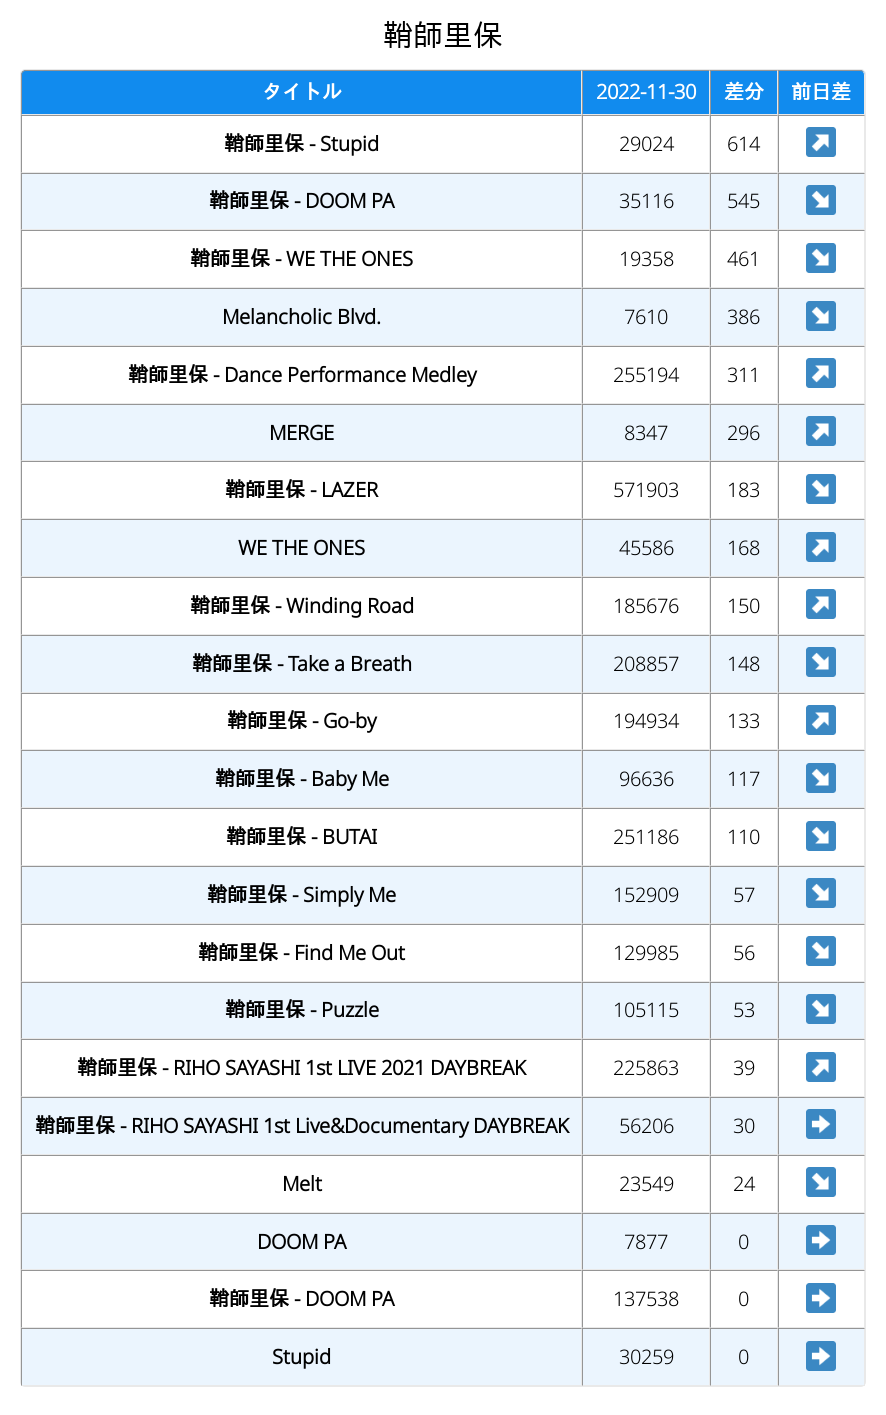 鞘師里保
タイトル 2022-11-30 差分 前日差
鞘師里保 - Stupid 29024 614 ↗
鞘師里保 - DOOM PA 35116 545 ↘
鞘師里保 - WE THE ONES 19358 461 ↘
Melancholic Blvd. 7610 386 ↘
鞘師里保 - Dance Performance Medley 255194 311 ↗
MERGE 8347 296 ↗
鞘師里保 - LAZER 571903 183 ↘
WE THE ONES 45586 168 ↗
鞘師里保 - Winding Road 185676 150 ↗
鞘師里保 - Take a Breath 208857 148 ↘
鞘師里保 - Go-by 194934 133 ↗
鞘師里保 - Baby Me 96636 117 ↘
鞘師里保 - BUTAI 251186 110 ↘
鞘師里保 - Simply Me 152909 57 ↘
鞘師里保 - Find Me Out 129985 56 ↘
鞘師里保 - Puzzle 105115 53 ↘
鞘師里保 - RIHO SAYASHI 1st LIVE 2021 DAYBREAK 225863 39 ↗
鞘師里保 - RIHO SAYASHI 1st Live&Documentary DAYBREAK 56206 30 ➡
Melt 23549 24 ↘
DOOM PA 7877 0 ➡
鞘師里保 - DOOM PA 137538 0 ➡
Stupid 30259 0 ➡